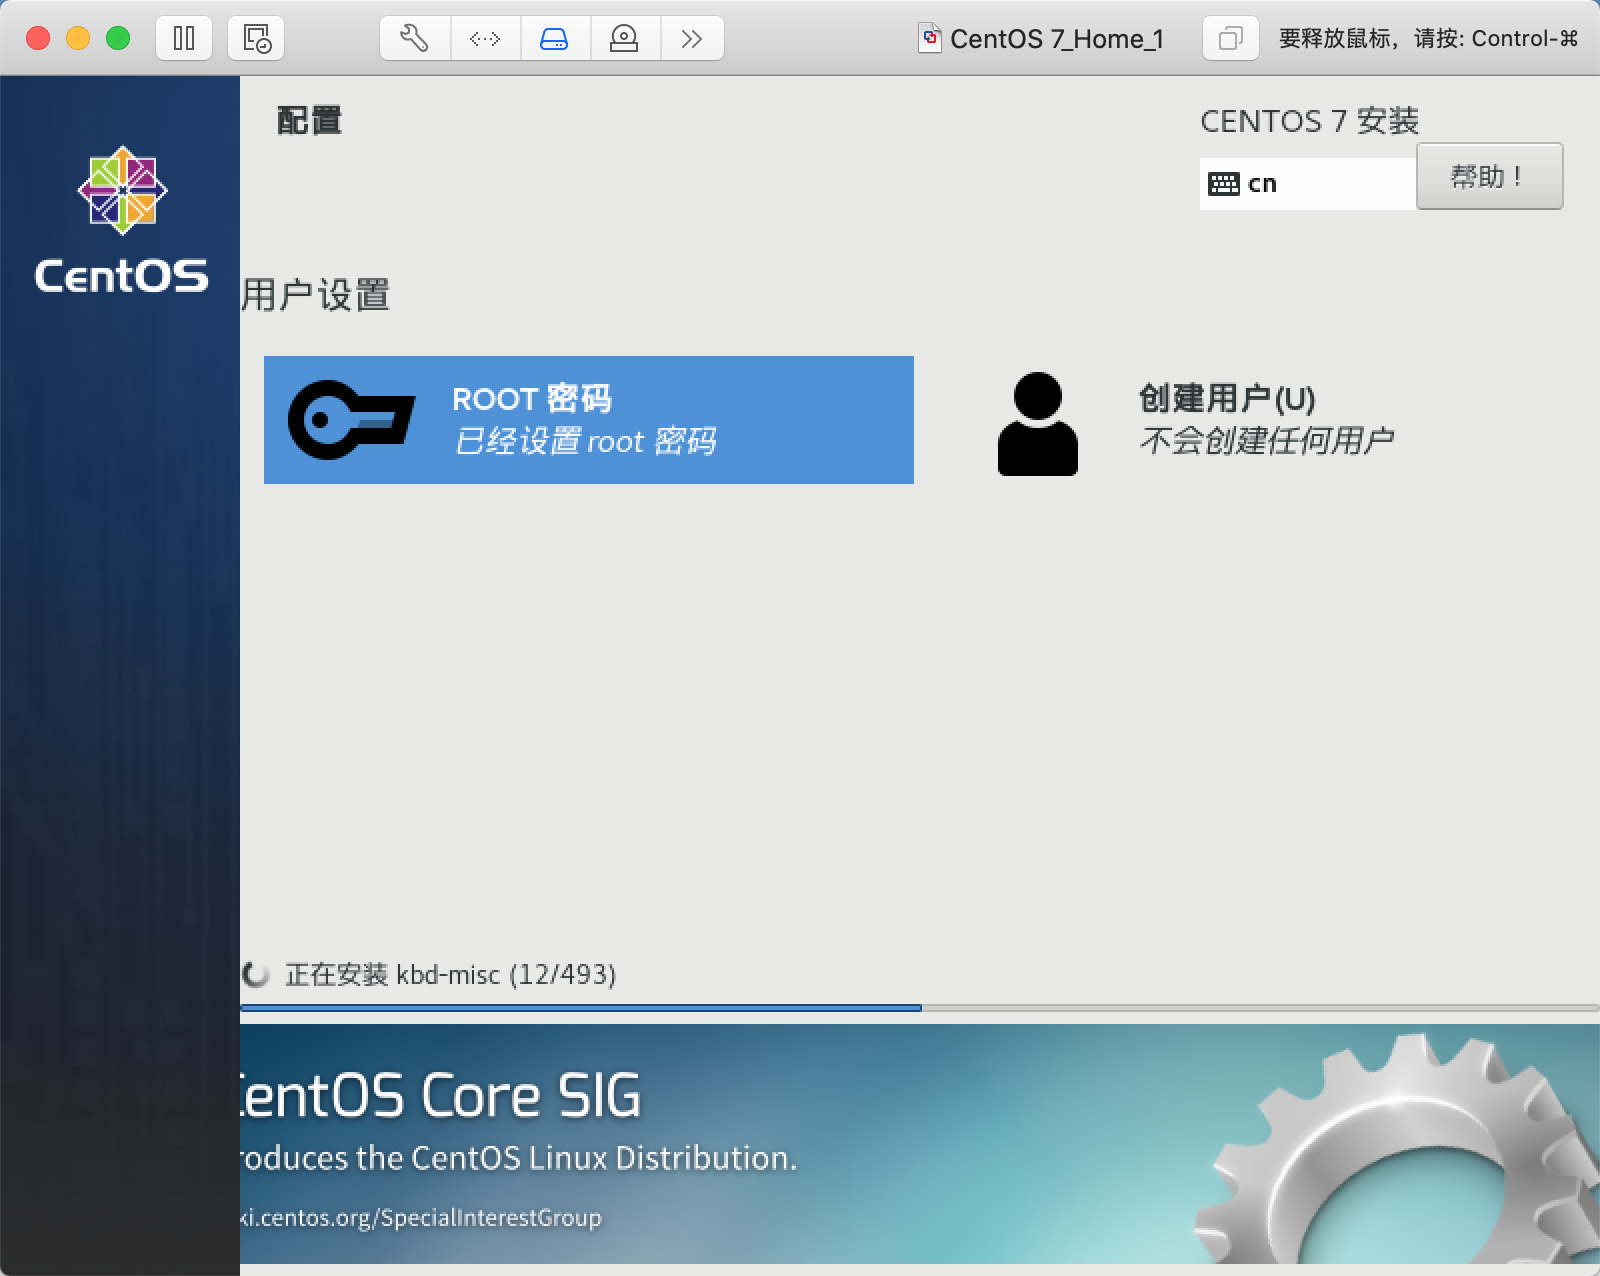 CentOS 7_Home_1
要释放鼠标，请按: Control-⌘
CentOS
配置
CENTOS 7 安装
cn
帮助！
用户设置
ROOT 密码
已经设置 root 密码
创建用户(U)
不会创建任何用户
正在安装 kbd-misc (12/493)
CentOS Core SIG
roduces the CentOS Linux Distribution.
ki.centos.org/SpecialInterestGroup